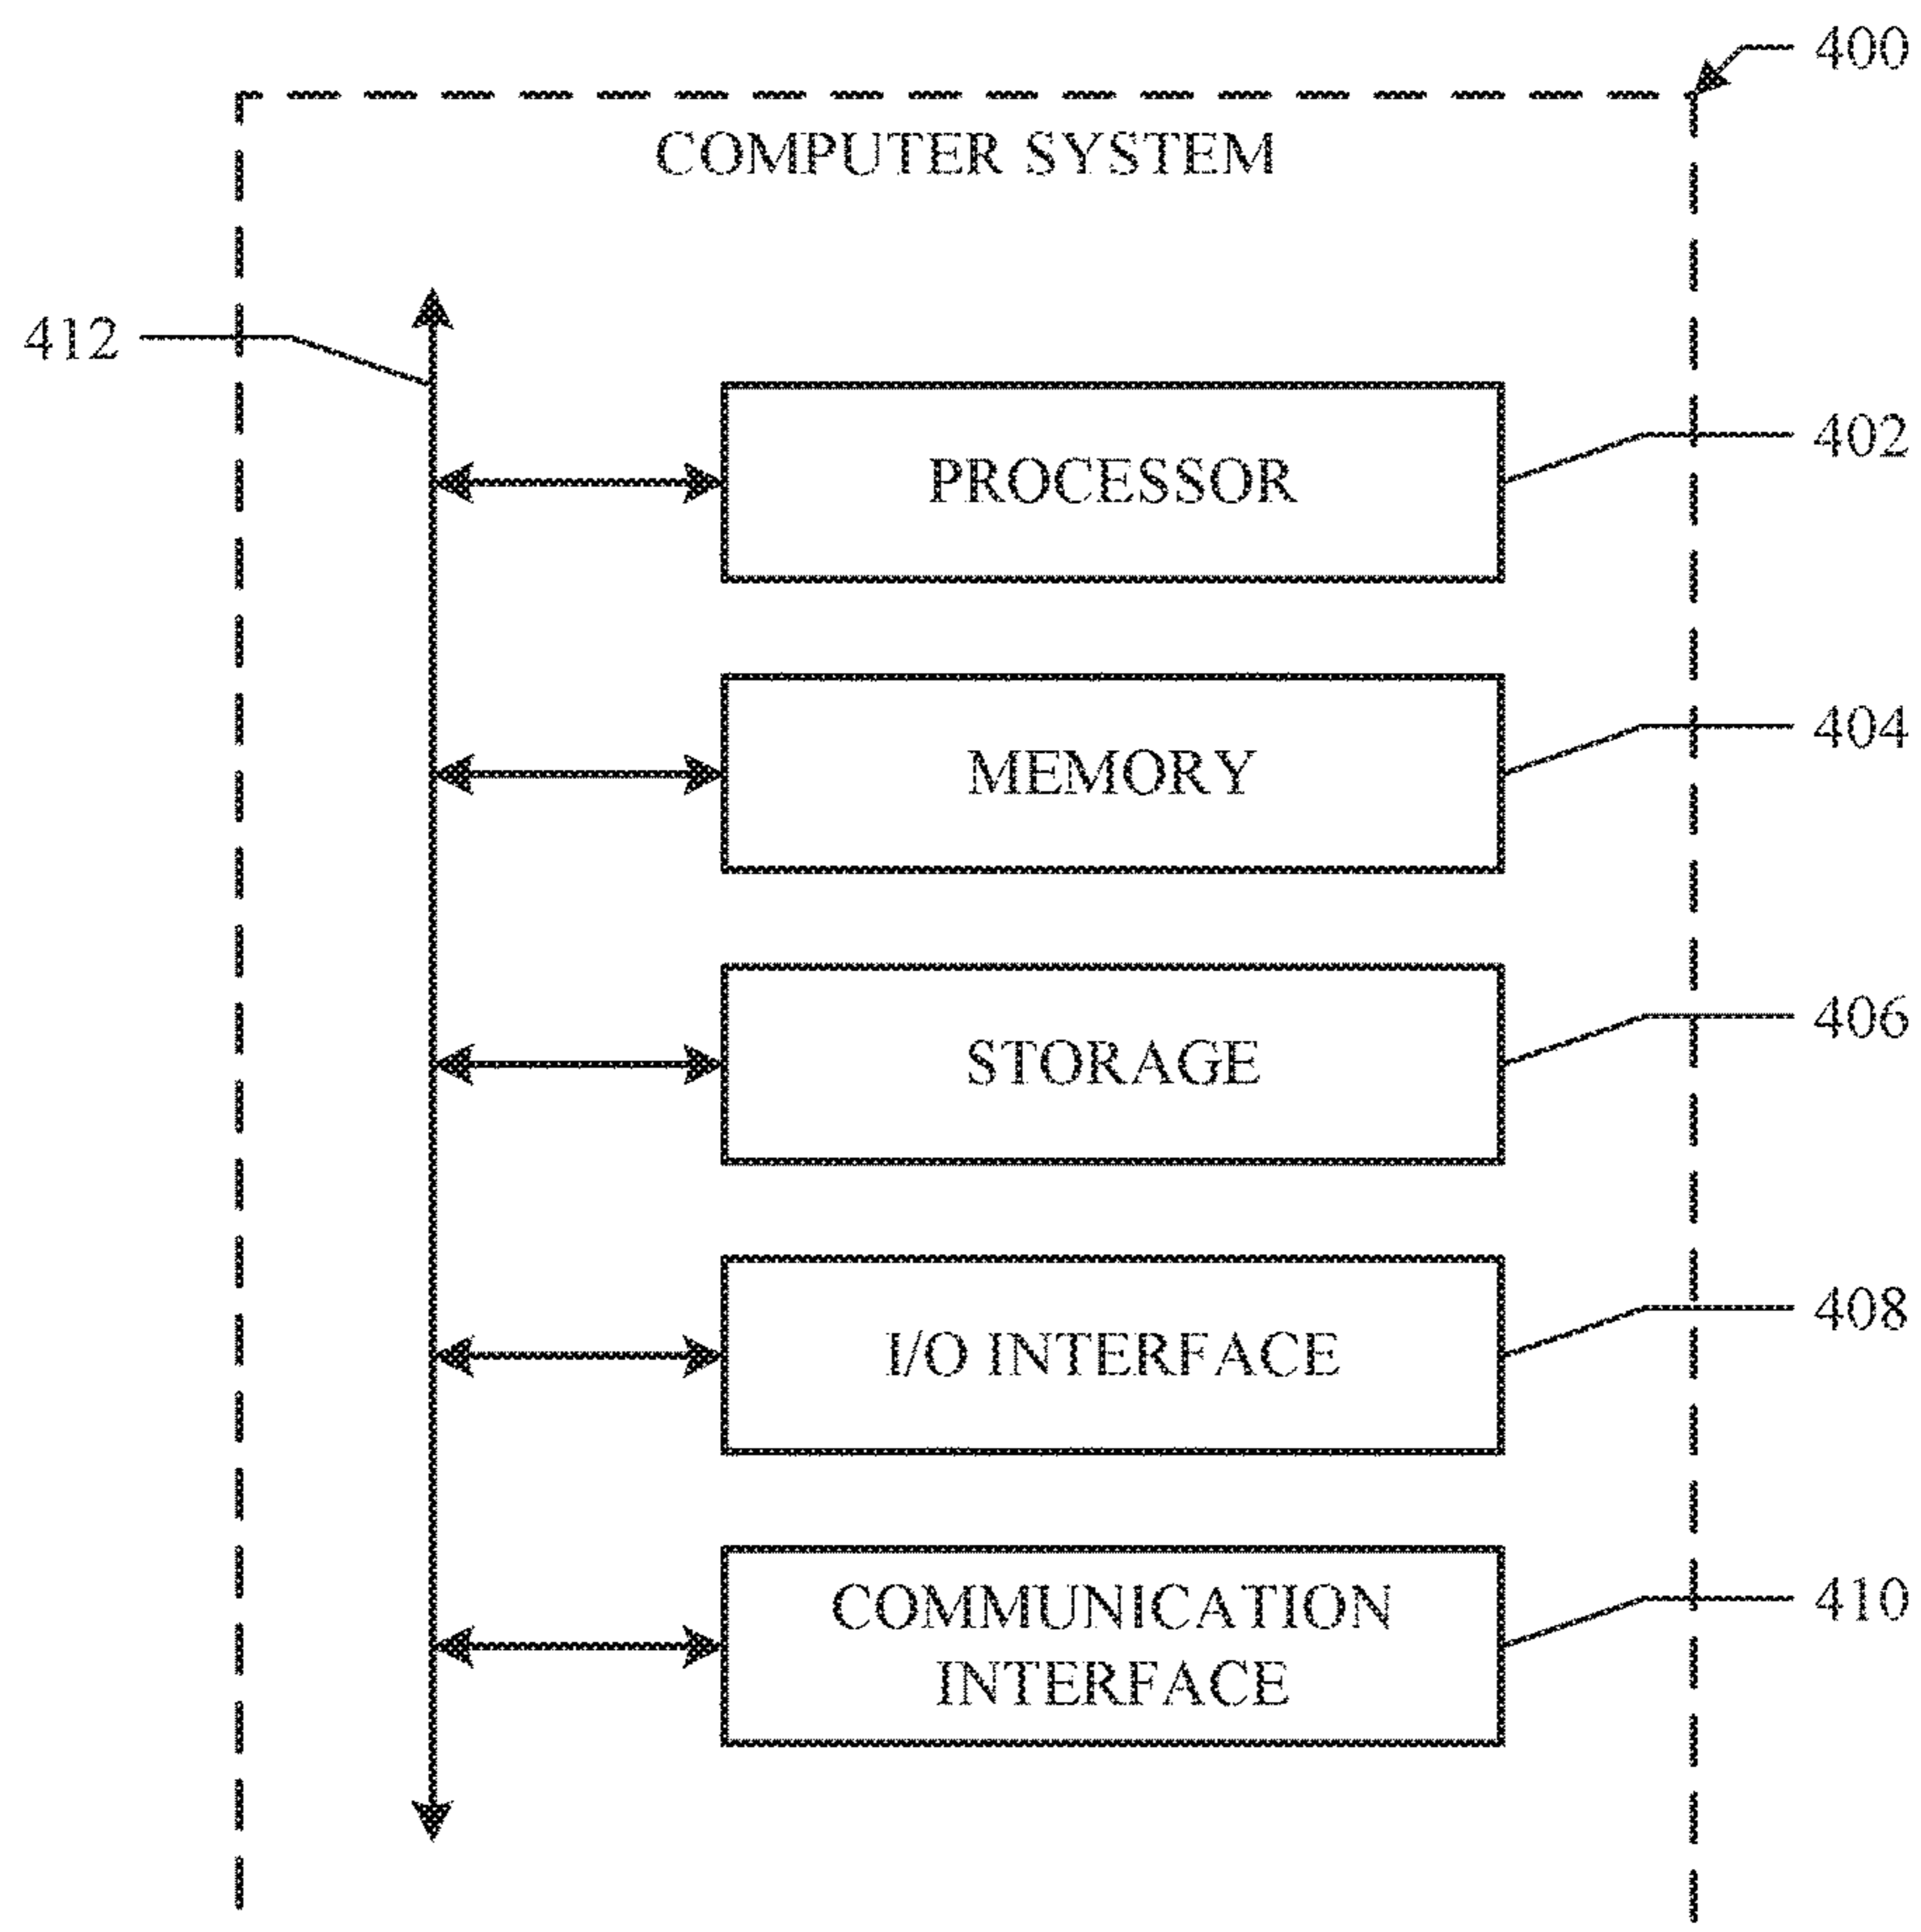 400
COMPUTER SYSTEM
412
PROCESSOR
402
MEMORY
404
STORAGE
406
I/O INTERFACE
408
COMMUNICATION
INTERFACE
410